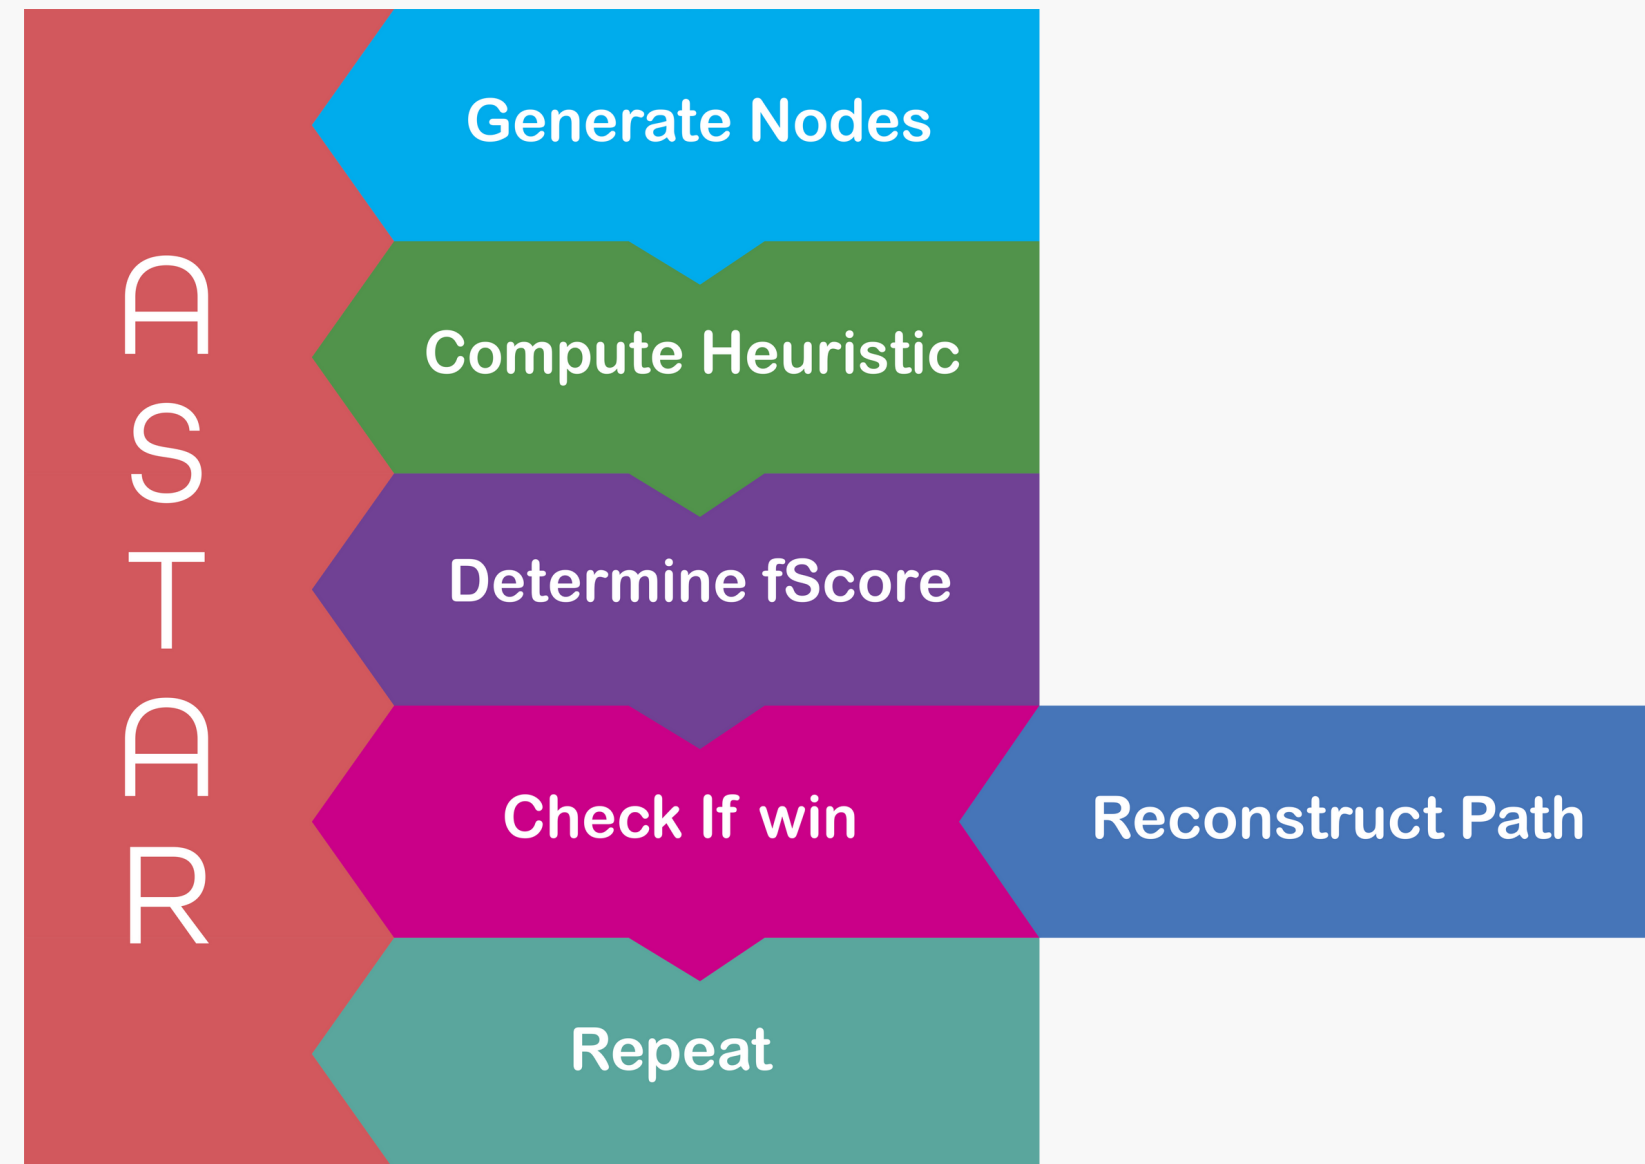 ASTAR
Generate Nodes
Compute Heuristic
Determine fScore
Check If win
Reconstruct Path
Repeat